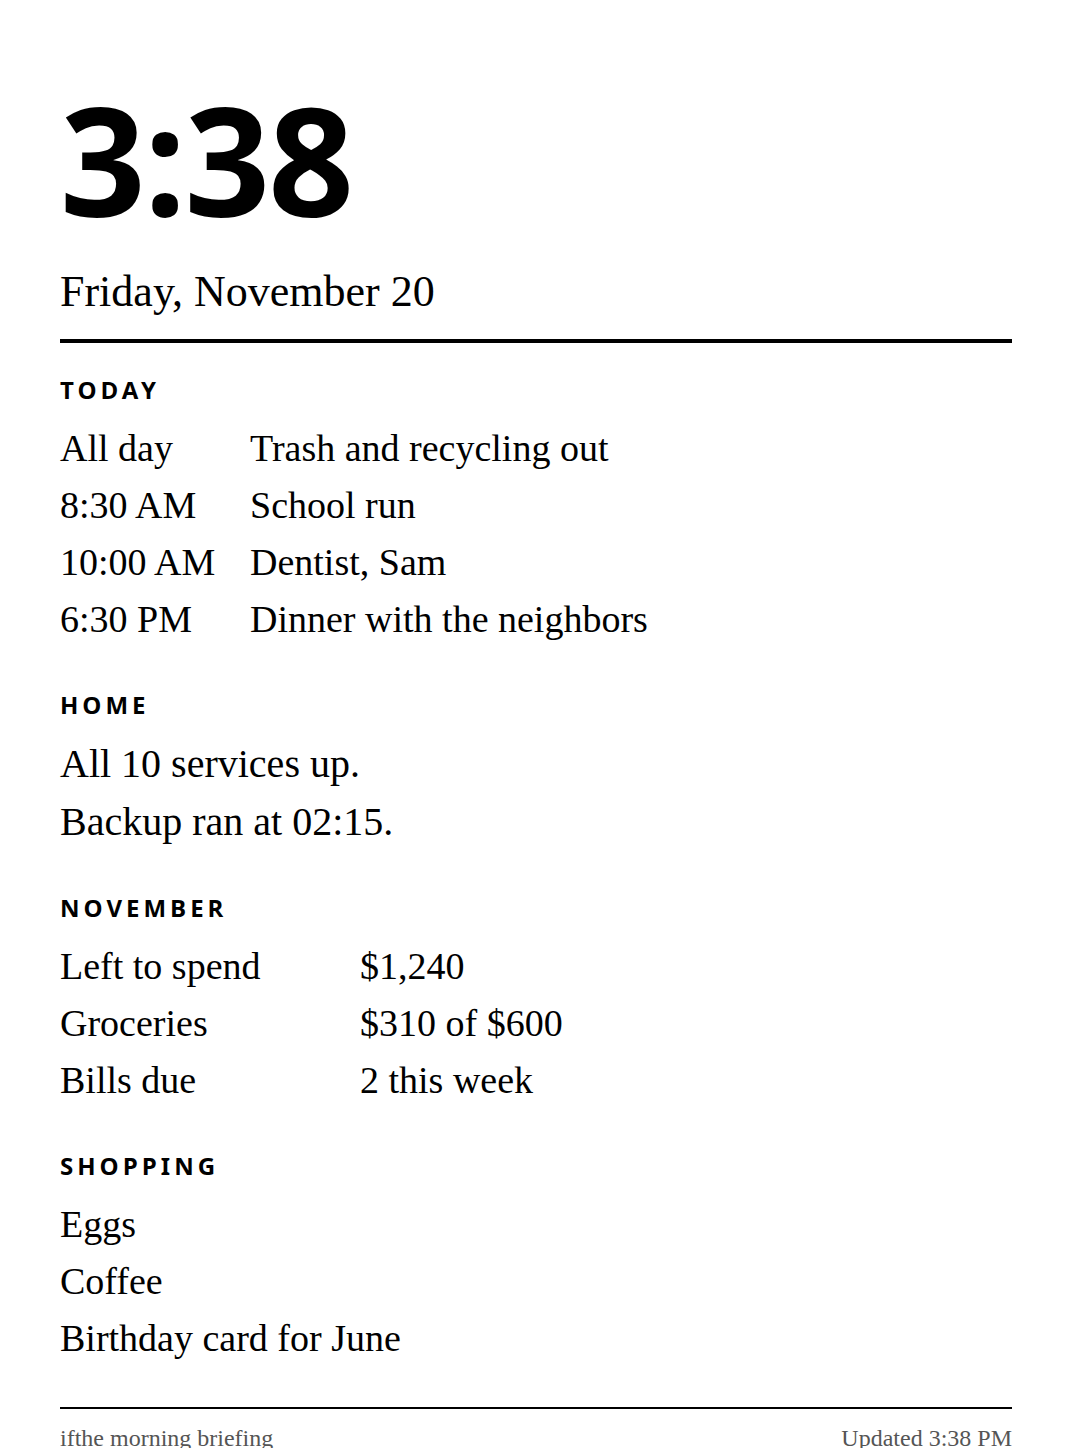 3:38
Friday, November 20
TODAY
All day Trash and recycling out
8:30 AM School run
10:00 AM Dentist, Sam
6:30 PM Dinner with the neighbors
HOME
All 10 services up.
Backup ran at 02:15.
NOVEMBER
Left to spend $1,240
Groceries $310 of $600
Bills due 2 this week
SHOPPING
Eggs
Coffee
Birthday card for June
ifthe morning briefing Updated 3:38 PM